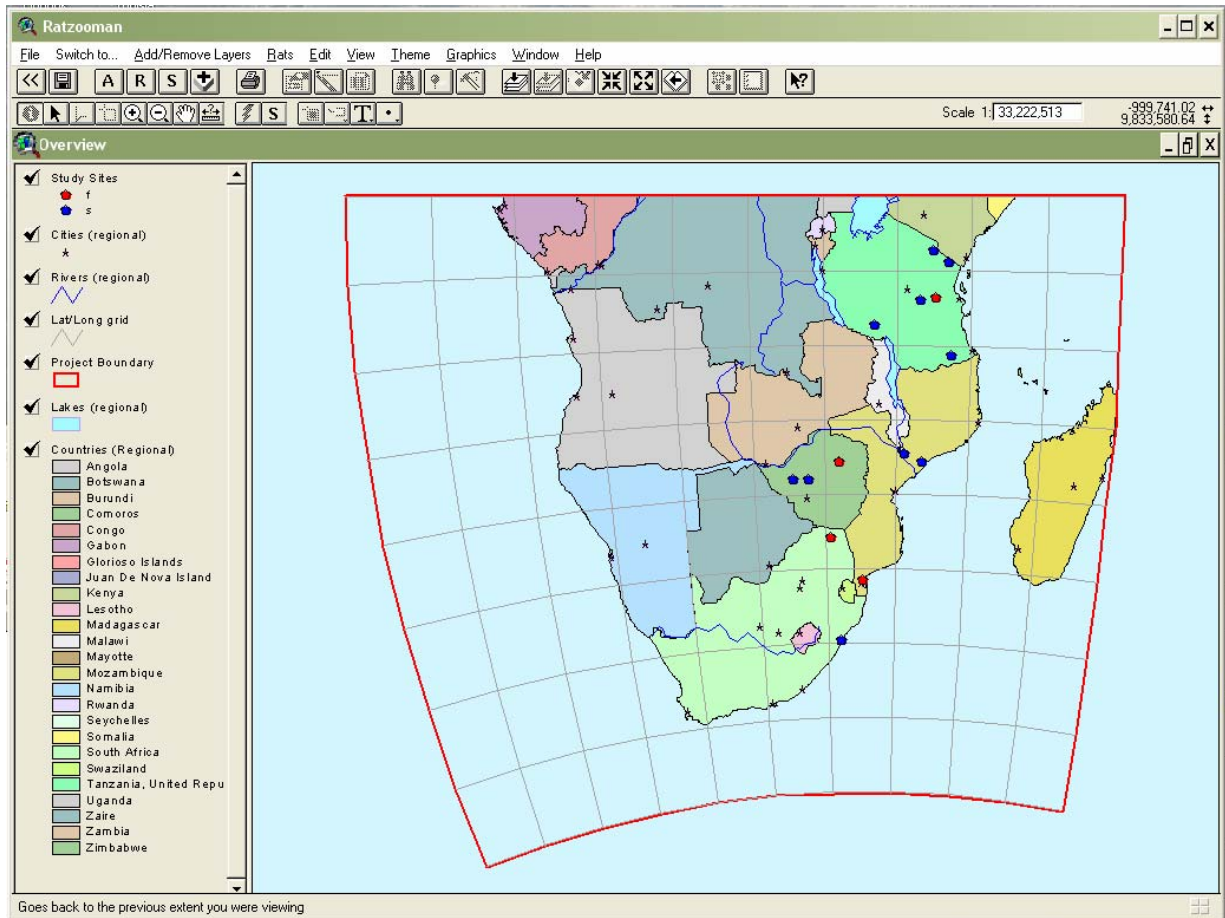 Ratzooman
File Switch to... Add/Remove Layers Rats Edit View Theme Graphics Window Help
A R S
S T Scale 1: 33,222,513 -999,741.02
9,833,580.64
Overview
Study Sites
f
s
Cities (regional)
Rivers (regional)
Lat/Long grid
Project Boundary
Lakes (regional)
Countries (Regional)
Angola
Botswana
Burundi
Comoros
Congo
Gabon
Glorioso Islands
Juan De Nova Island
Kenya
Lesotho
Madagascar
Malawi
Mayotte
Mozambique
Namibia
Rwanda
Seychelles
Somalia
South Africa
Swaziland
Tanzania, United Repu
Uganda
Zaire
Zambia
Zimbabwe
Goes back to the previous extent you were viewing